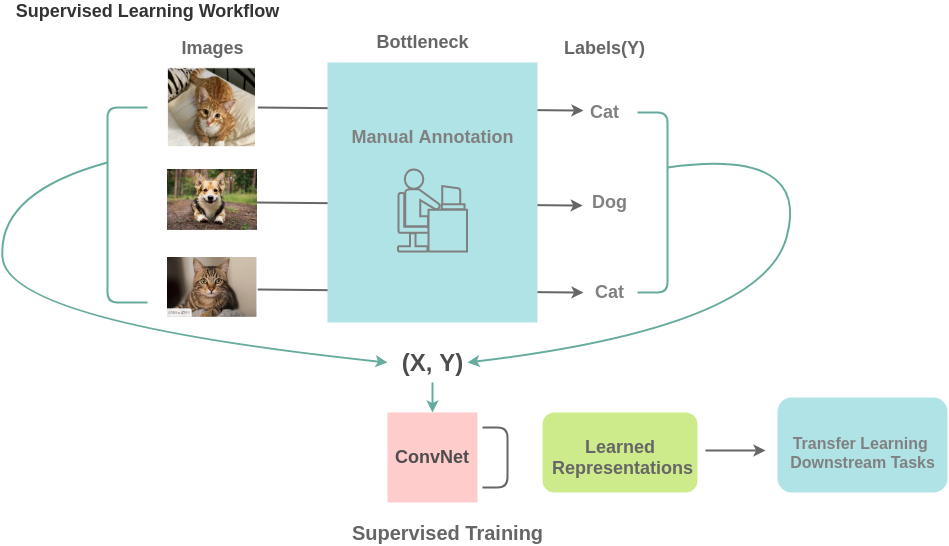 Supervised Learning Workflow
Images
Bottleneck
Labels(Y)
Manual Annotation
Cat
Dog
Cat
(X, Y)
ConvNet
Learned
Representations
Transfer Learning
Downstream Tasks
Supervised Training